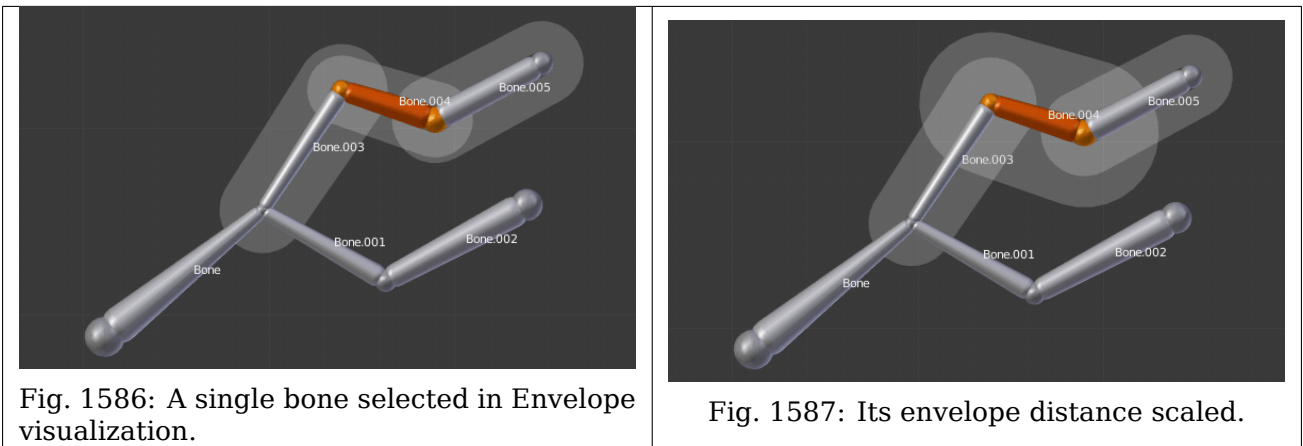 Bone.005
Bone.004
Bone.003
Bone.001
Bone.002
Bone
Fig. 1586: A single bone selected in Envelope
visualization.
Bone.005
Bone.004
Bone.003
Bone.001
Bone.002
Bone
Fig. 1587: Its envelope distance scaled.